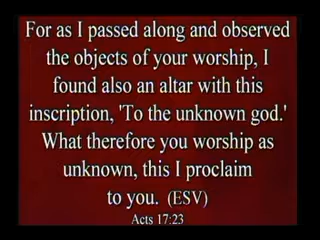 For as I passed along and observed
the objects of your worship, I
found also an altar with this
inscription, 'To the unknown god.'
What therefore you worship as
unknown, this I proclaim
to you. (ESV)
Acts 17:23